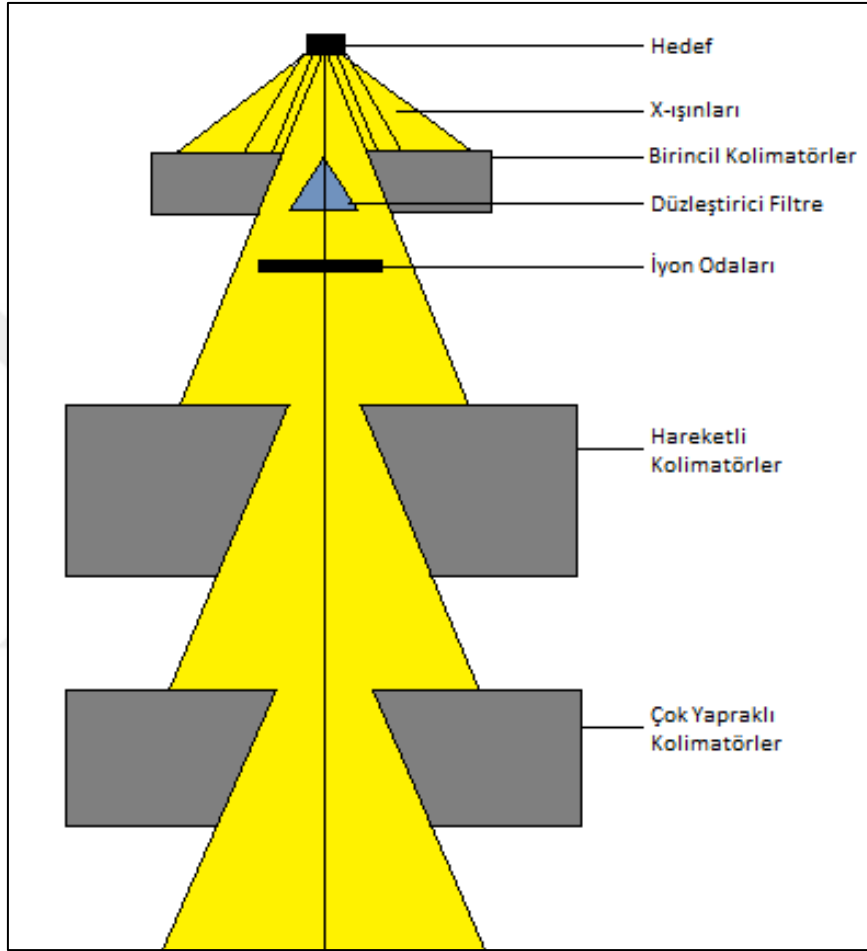 Hedef
X-ışınları
Birincil Kolimatörler
Düzleştirici Filtre
İyon Odaları
Hareketli
Kolimatörler
Çok Yapraklı
Kolimatörler